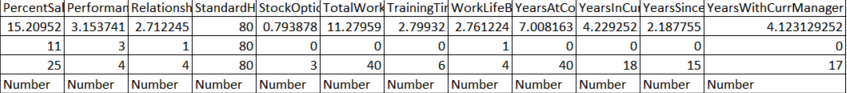 PercentSal Performan Relationsh StandardH StockOptio TotalWork TrainingTin WorkLifeB YearsAtCo YearsInCur YearsSince YearsWithCurrManager
15.20952 3.153741 2.712245 80 0.793878 11.27959 2.79932 2.761224 7.008163 4.229252 2.187755 4.123129252
11 3 1 80 0 0 0 1 0 0 0 0
25 4 4 80 3 40 6 4 40 18 15 17
Number Number Number Number Number Number Number Number Number Number Number Number